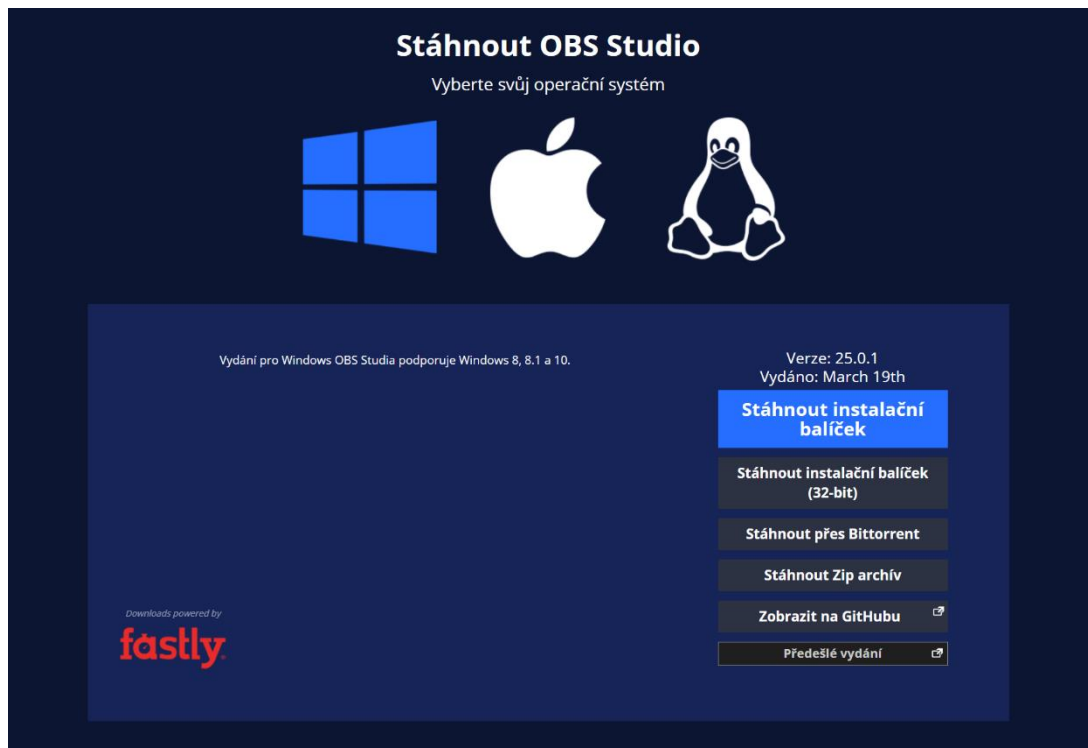 Stáhnout OBS Studio
Vyberte svůj operační systém
Vydání pro Windows OBS Studia podporuje Windows 8, 8.1 a 10.
Verze: 25.0.1
Vydáno: March 19th
Stáhnout instalační
balíček
Stáhnout instalační balíček
(32-bit)
Stáhnout přes Bittorrent
Stáhnout Zip archív
Zobrazit na GitHubu
Předešlé vydání
Downloads powered by
fastly